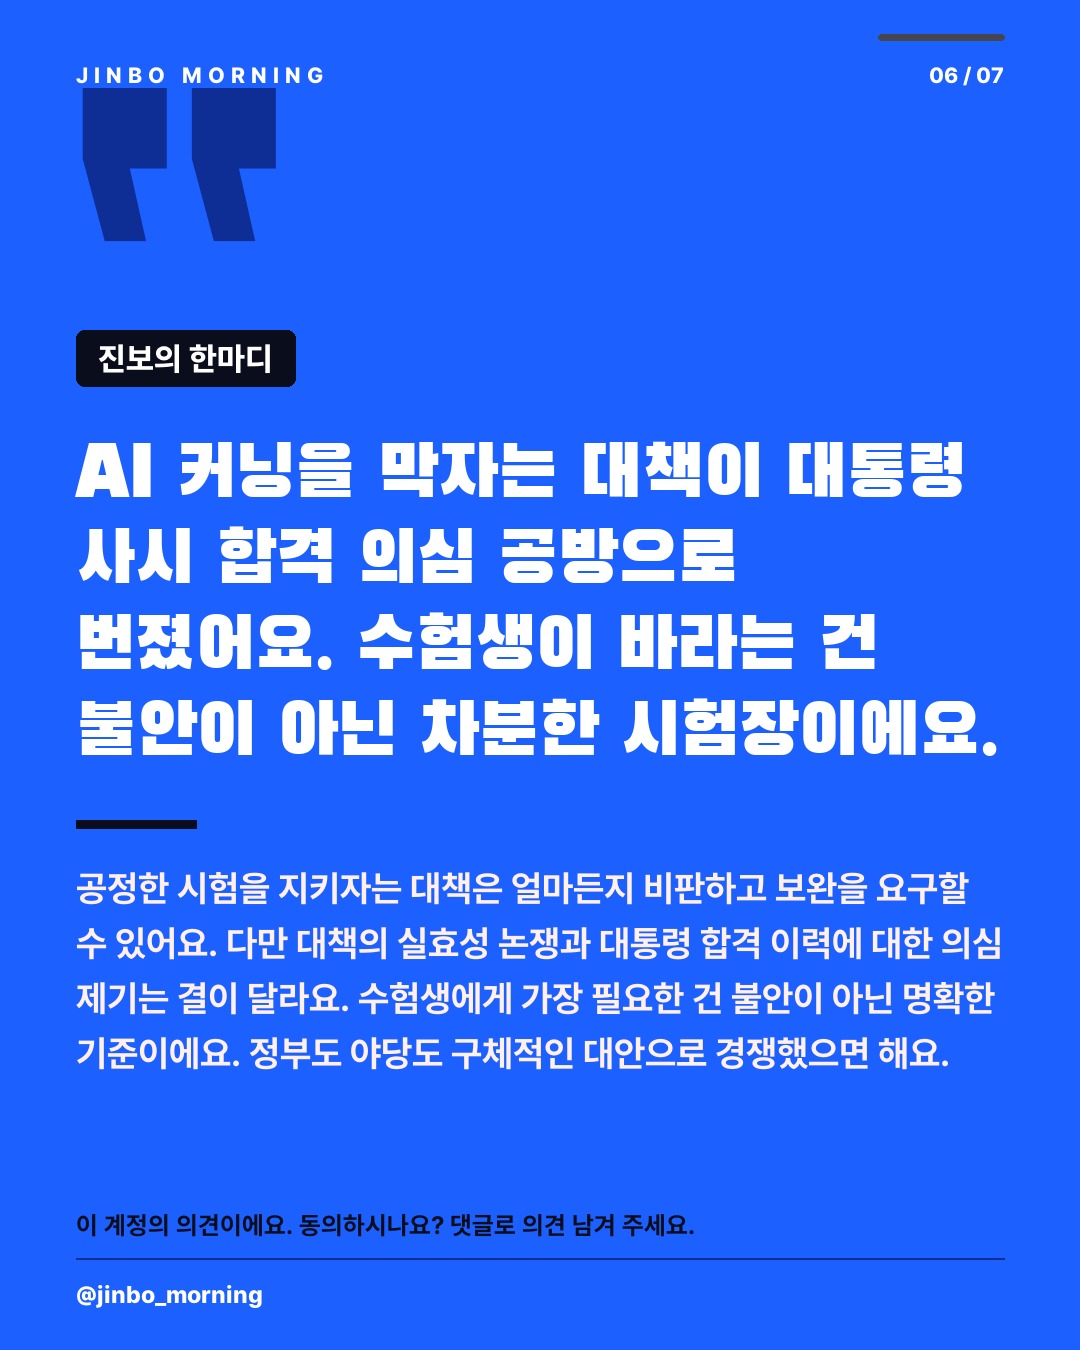 JINBO MORNING
06 / 07
진보의 한마디
AI 커닝을 막자는 대책이 대통령
사시 합격 의심 공방으로
번졌어요. 수험생이 바라는 건
불안이 아닌 차분한 시험장이에요.
공정한 시험을 지키자는 대책은 얼마든지 비판하고 보완을 요구할
수 있어요. 다만 대책의 실효성 논쟁과 대통령 합격 이력에 대한 의심
제기는 결이 달라요. 수험생에게 가장 필요한 건 불안이 아닌 명확한
기준이에요. 정부도 야당도 구체적인 대안으로 경쟁했으면 해요.
이 계정의 의견이에요. 동의하시나요? 댓글로 의견 남겨 주세요.
@jinbo_morning